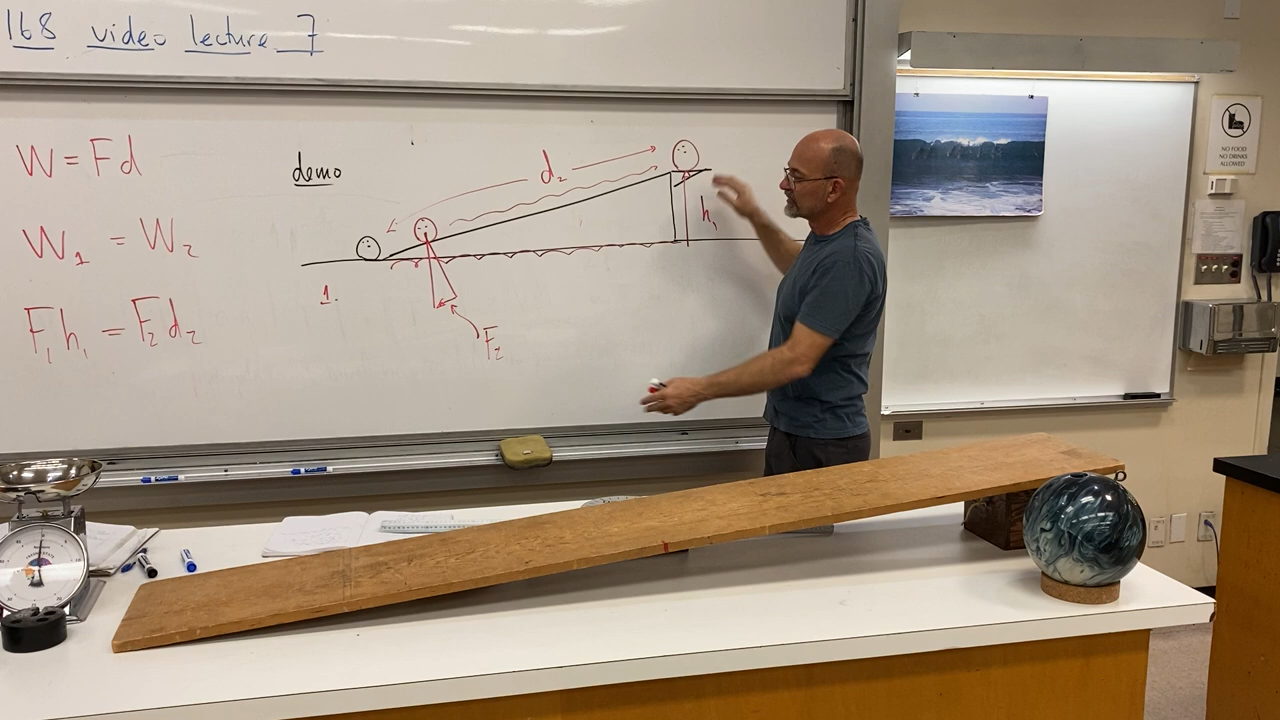 168 video lecture 7
W = Fd
W₁ = W₂
F₁h₁ = F₂d₂
demo
d₂
h₁
1.
F₂
NO FOOD
NO DRINKS
ALLOWED